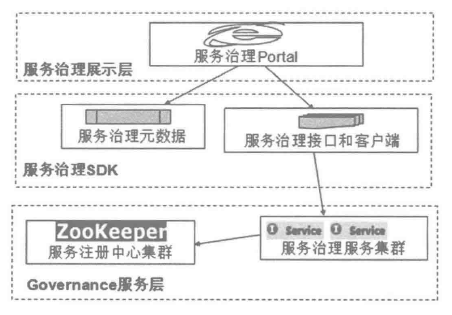 服务治理Portal
服务治理展示层
服务治理元数据
服务治理接口和客户端
服务治理SDK
ZooKeeper
服务注册中心集群
Service Service
服务治理服务集群
Governance服务层